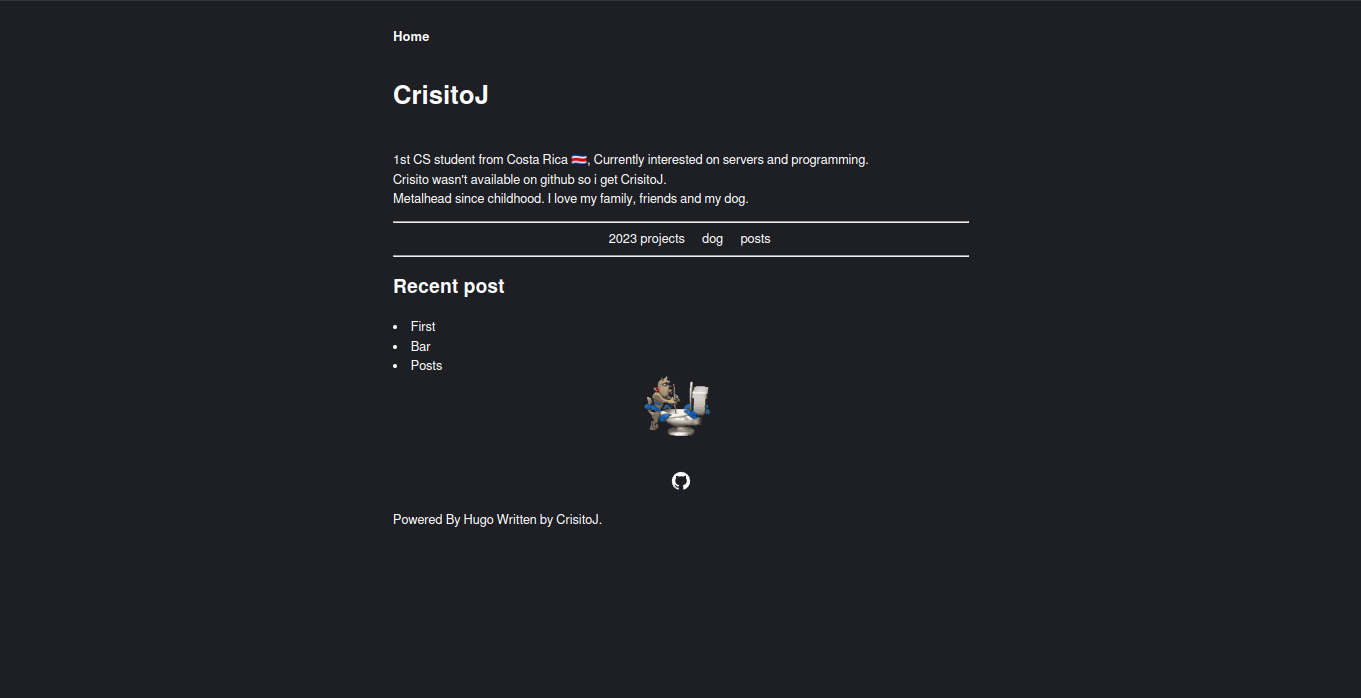 Home
CrisitoJ
1st CS student from Costa Rica 🇨🇷, Currently interested on servers and programming.
Crisito wasn't available on github so i get CrisitoJ.
Metalhead since childhood. I love my family, friends and my dog.
2023 projects dog posts
Recent post
• First
• Bar
• Posts
Powered By Hugo Written by CrisitoJ.